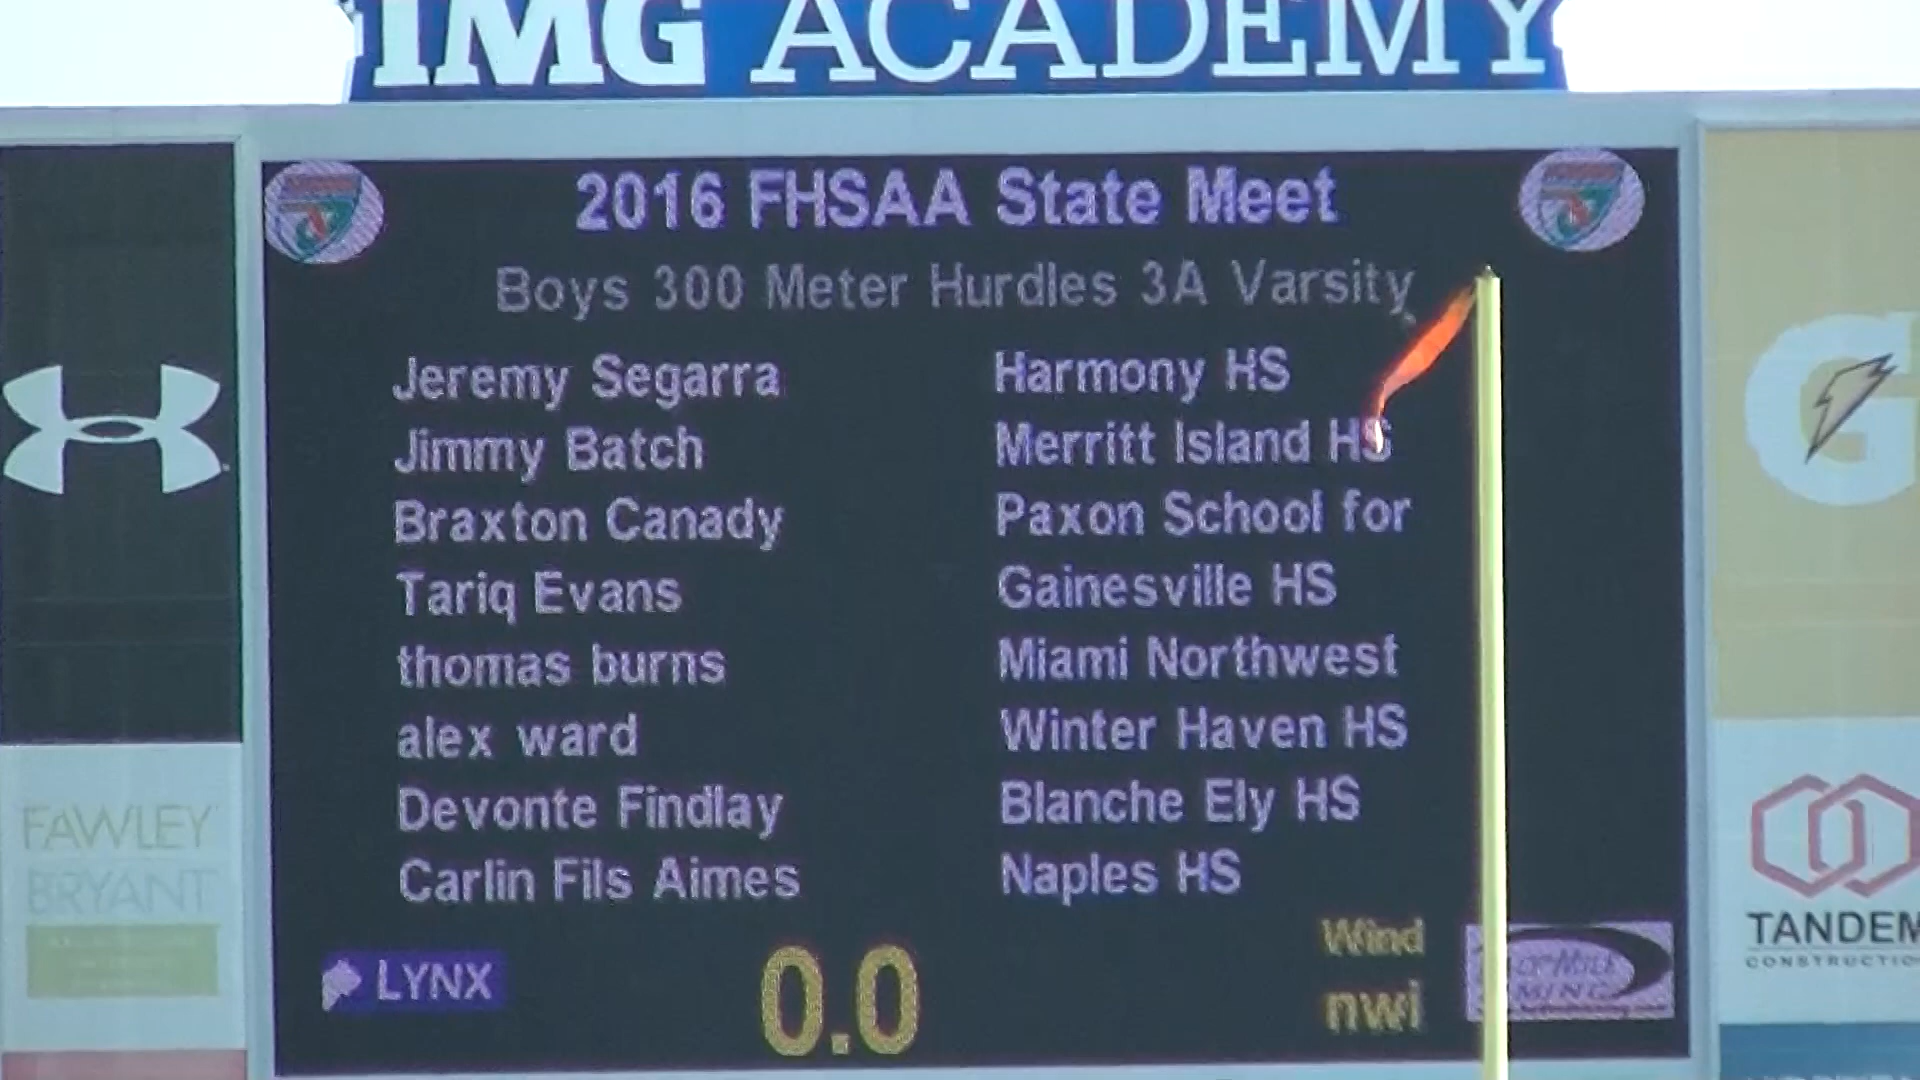 IMG ACADEMY
2016 FHSAA State Meet
Boys 300 Meter Hurdles 3A Varsity
Jeremy Segarra Harmony HS
Jimmy Batch Merritt Island HS
Braxton Canady Paxon School for
Tariq Evans Gainesville HS
thomas burns Miami Northwest
alex ward Winter Haven HS
Devonte Findlay Blanche Ely HS
Carlin Fils Aimes Naples HS
LYNX 0.0 Wind
nwi
G
FAWLEY
BRYANT
TANDEM
CONSTRUCTIO